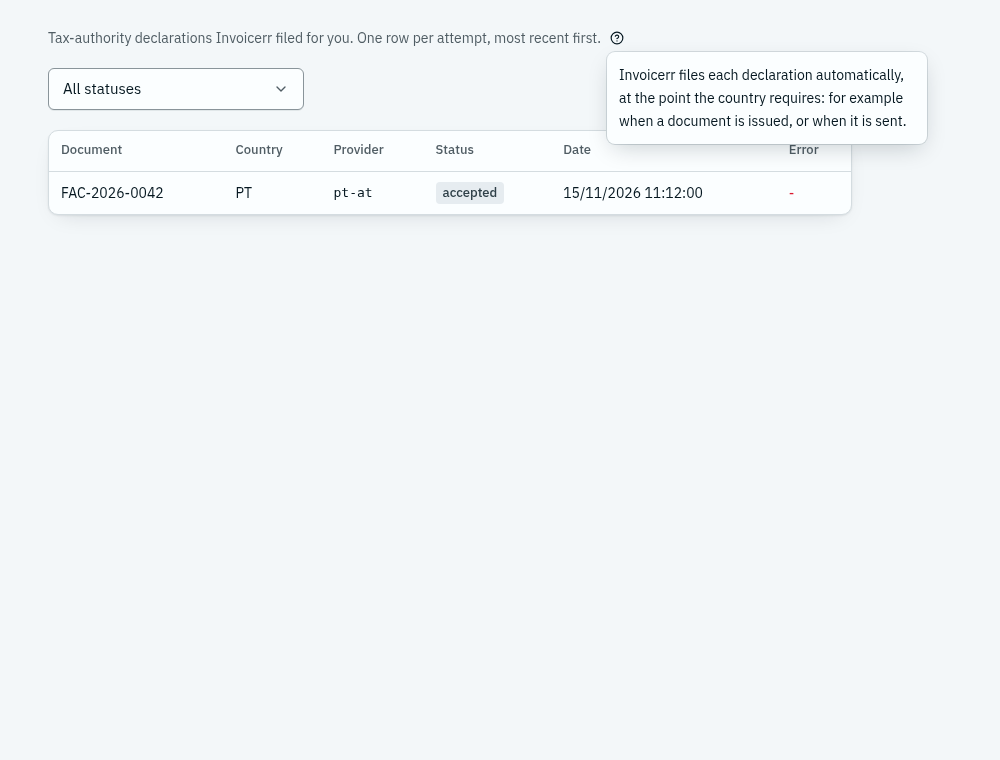 Tax-authority declarations Invoicerr filed for you. One row per attempt, most recent first.
Invoicerr files each declaration automatically,
at the point the country requires: for example
when a document is issued, or when it is sent.
All statuses
Document Country Provider Status Date Error
FAC-2026-0042 PT pt-at accepted 15/11/2026 11:12:00 -